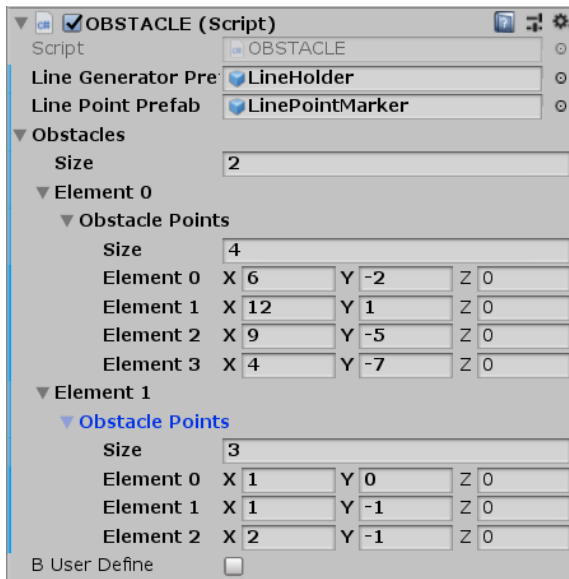 OBSTACLE (Script)
Script OBSTACLE
Line Generator Pre LineHolder
Line Point Prefab LinePointMarker
Obstacles
Size 2
Element 0
Obstacle Points
Size 4
Element 0 X 6 Y -2 Z 0
Element 1 X 12 Y 1 Z 0
Element 2 X 9 Y -5 Z 0
Element 3 X 4 Y -7 Z 0
Element 1
Obstacle Points
Size 3
Element 0 X 1 Y 0 Z 0
Element 1 X 1 Y -1 Z 0
Element 2 X 2 Y -1 Z 0
B User Define